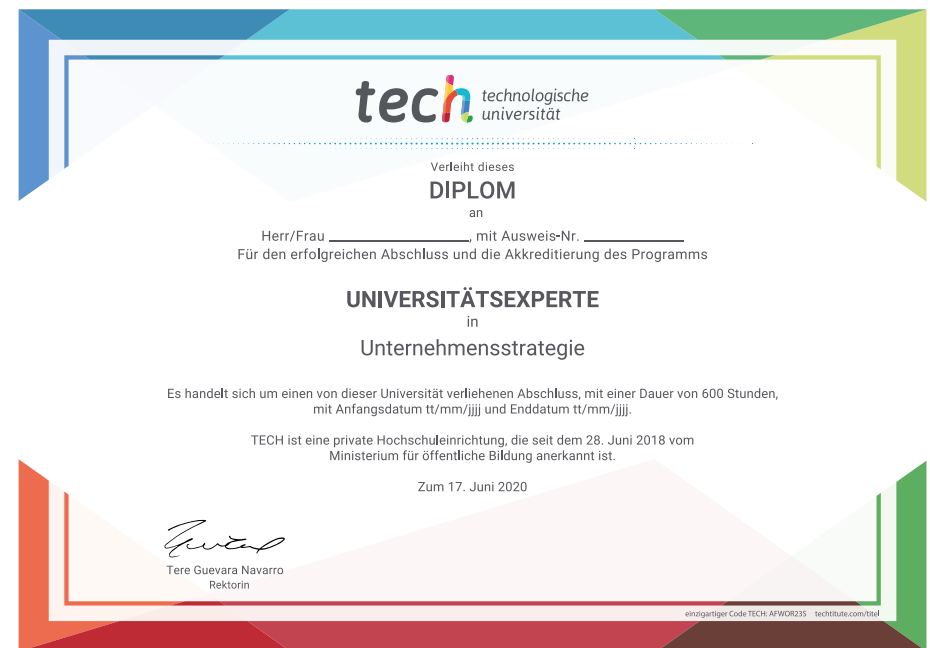 tech technologische
universität
Verleiht dieses
DIPLOM
an
Herr/Frau ____________, mit Ausweis-Nr. ____________
Für den erfolgreichen Abschluss und die Akkreditierung des Programms
UNIVERSITÄTSEXPERTE
in
Unternehmensstrategie
Es handelt sich um einen von dieser Universität verliehenen Abschluss, mit einer Dauer von 600 Stunden,
mit Anfangsdatum tt/mm/jjjj und Enddatum tt/mm/jjjj.
TECH ist eine private Hochschuleinrichtung, die seit dem 28. Juni 2018 vom
Ministerium für öffentliche Bildung anerkannt ist.
Zum 17. Juni 2020
Tere Guevara Navarro
Rektorin
einzigartiger Code TECH: AFWOR23S techtitute.com/titel